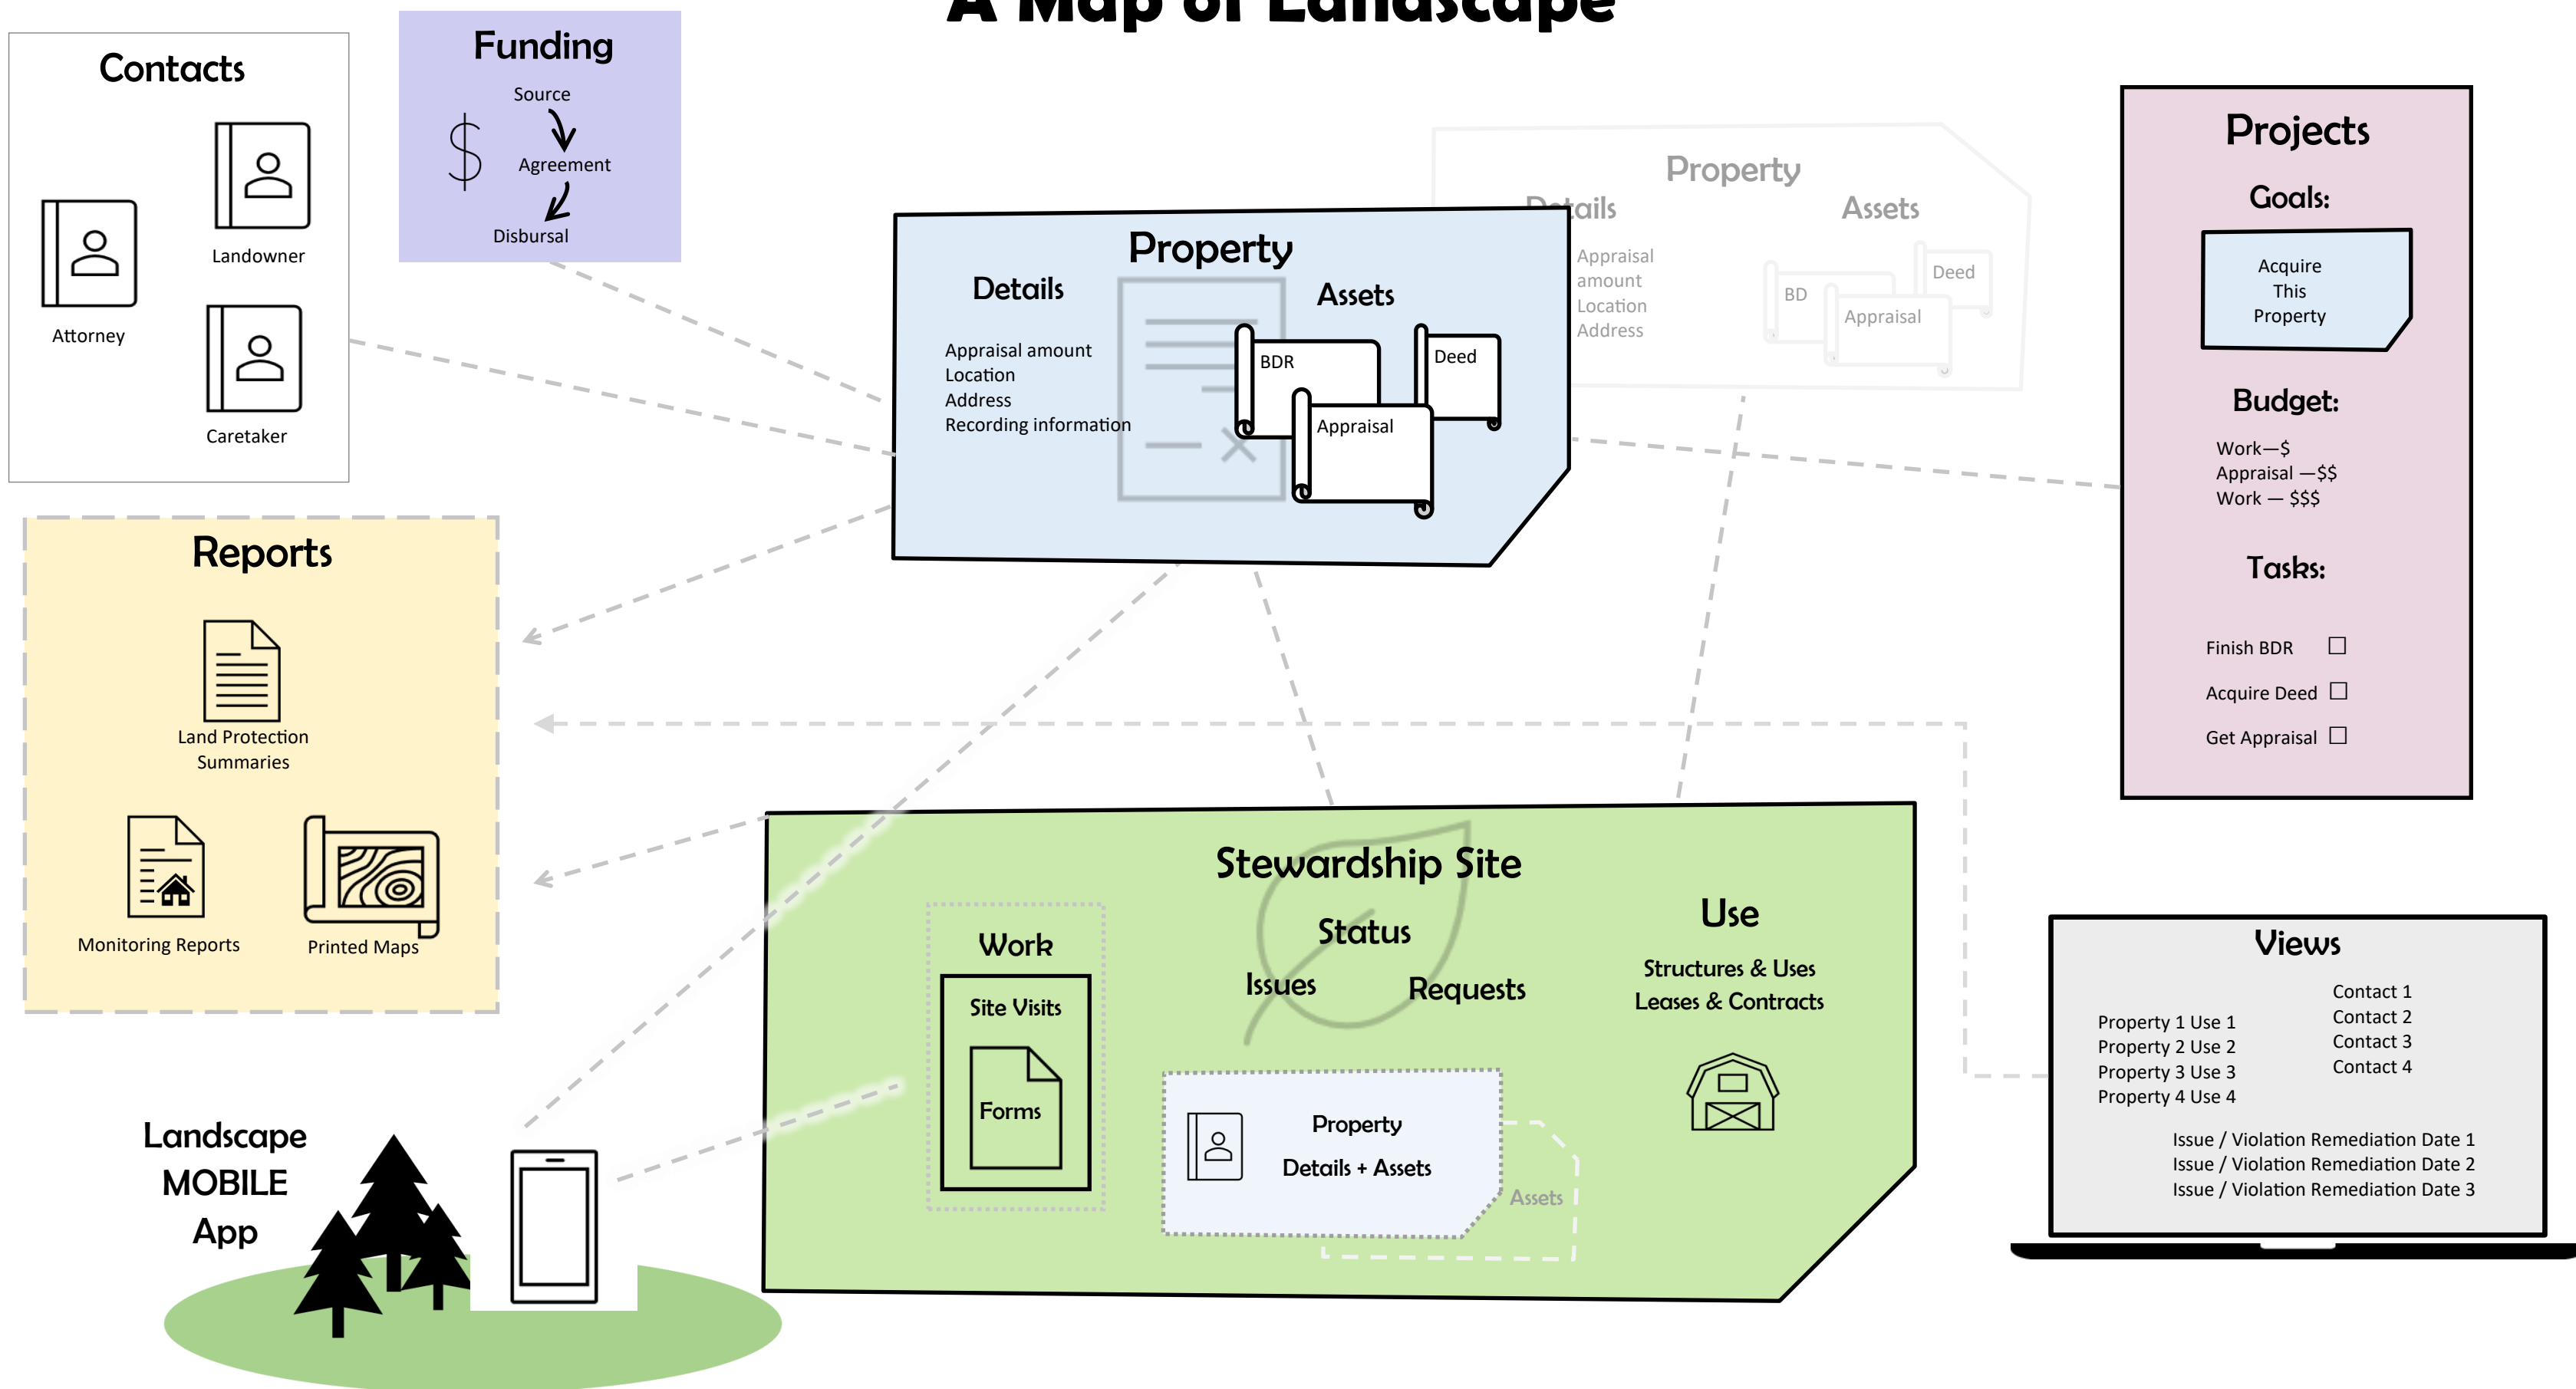 A Map of Landscape
Contacts
Landowner
Attorney
Caretaker
Funding
Source
$
Agreement
Disbursal
Property
Details
Assets
Appraisal amount
Location
Address
Recording information
BDR
Deed
Appraisal
Property
Details
Assets
Appraisal
amount
Location
Address
BD
Deed
Appraisal
Projects
Goals:
Acquire
This
Property
Budget:
Work—$
Appraisal —$$
Work — $$$
Tasks:
Finish BDR ☐
Acquire Deed ☐
Get Appraisal ☐
Reports
Land Protection
Summaries
Monitoring Reports
Printed Maps
Stewardship Site
Work
Site Visits
Forms
Status
Issues
Requests
Use
Structures & Uses
Leases & Contracts
Property
Details + Assets
Assets
Views
Contact 1
Contact 2
Contact 3
Contact 4
Property 1 Use 1
Property 2 Use 2
Property 3 Use 3
Property 4 Use 4
Issue / Violation Remediation Date 1
Issue / Violation Remediation Date 2
Issue / Violation Remediation Date 3
Landscape
MOBILE
App